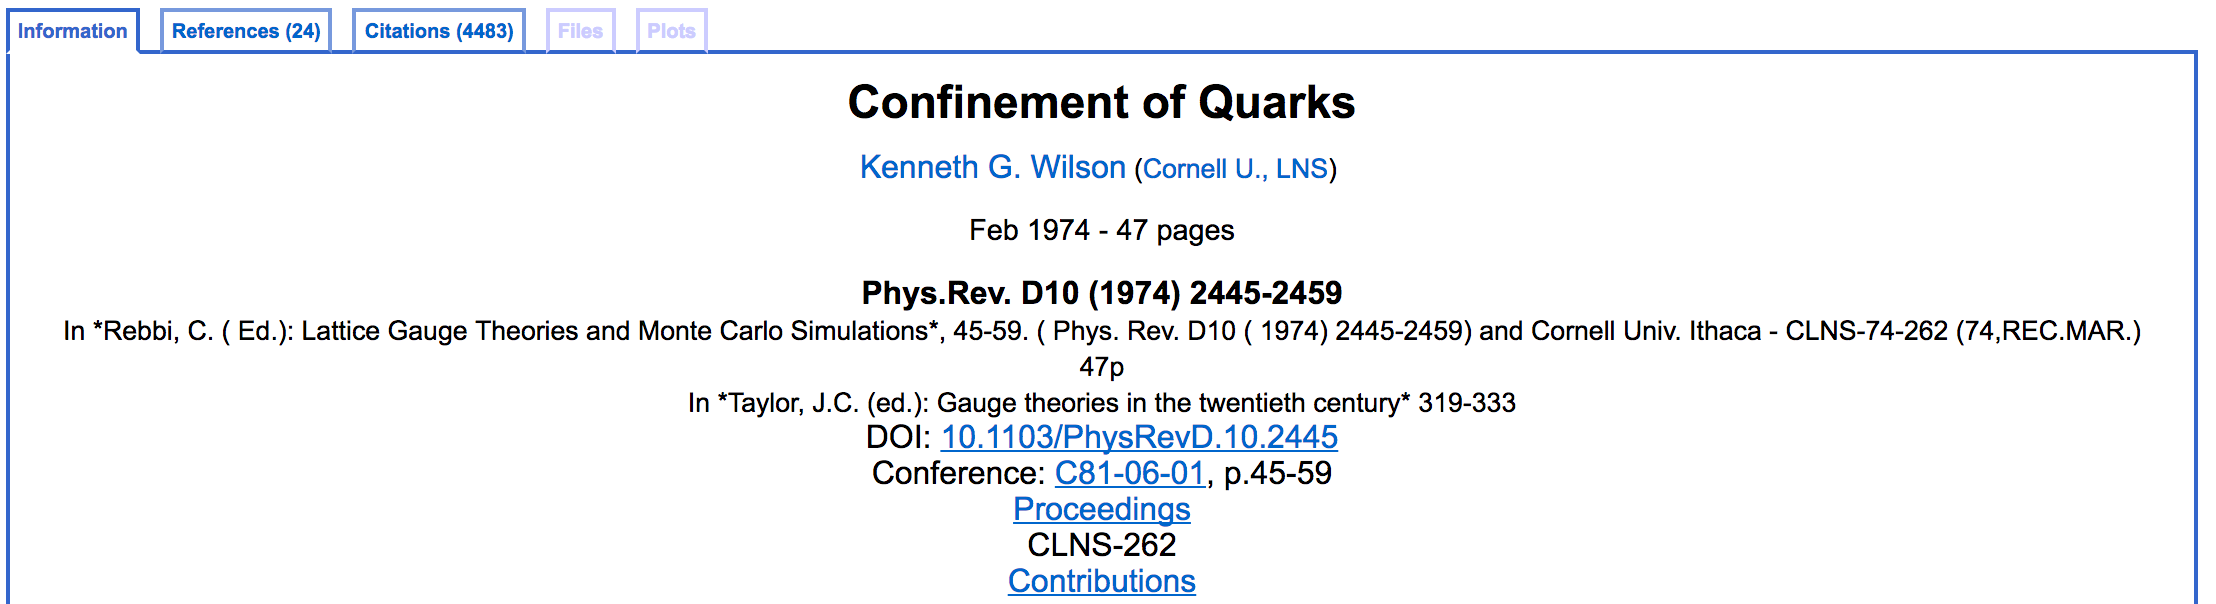 Information References (24) Citations (4483) Files Plots
Confinement of Quarks
Kenneth G. Wilson (Cornell U., LNS)
Feb 1974 - 47 pages
Phys.Rev. D10 (1974) 2445-2459
In *Rebbi, C. ( Ed.): Lattice Gauge Theories and Monte Carlo Simulations*, 45-59. ( Phys. Rev. D10 ( 1974) 2445-2459) and Cornell Univ. Ithaca - CLNS-74-262 (74,REC.MAR.)
47p
In *Taylor, J.C. (ed.): Gauge theories in the twentieth century* 319-333
DOI: 10.1103/PhysRevD.10.2445
Conference: C81-06-01, p.45-59
Proceedings
CLNS-262
Contributions